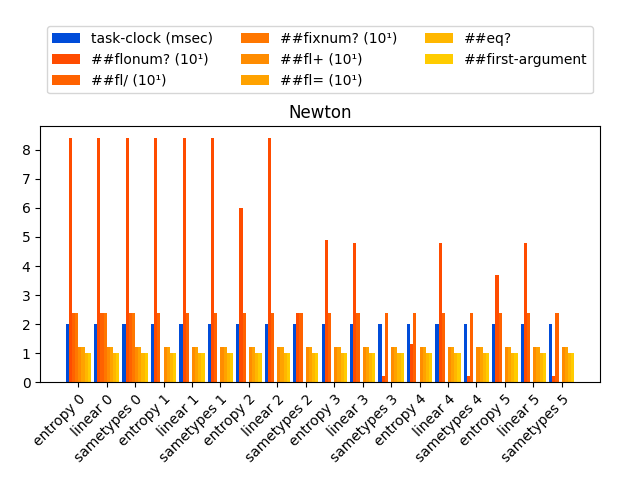 task-clock (msec) ##fixnum? (10¹) ##eq?
##flonum? (10¹) ##fl+ (10¹) ##first-argument
##fl/ (10¹) ##fl= (10¹)
Newton
8
7
6
5
4
3
2
1
0
entropy 0
linear 0
sametypes 0
entropy 1
linear 1
sametypes 1
entropy 2
linear 2
sametypes 2
entropy 3
linear 3
sametypes 3
entropy 4
linear 4
sametypes 4
entropy 5
linear 5
sametypes 5